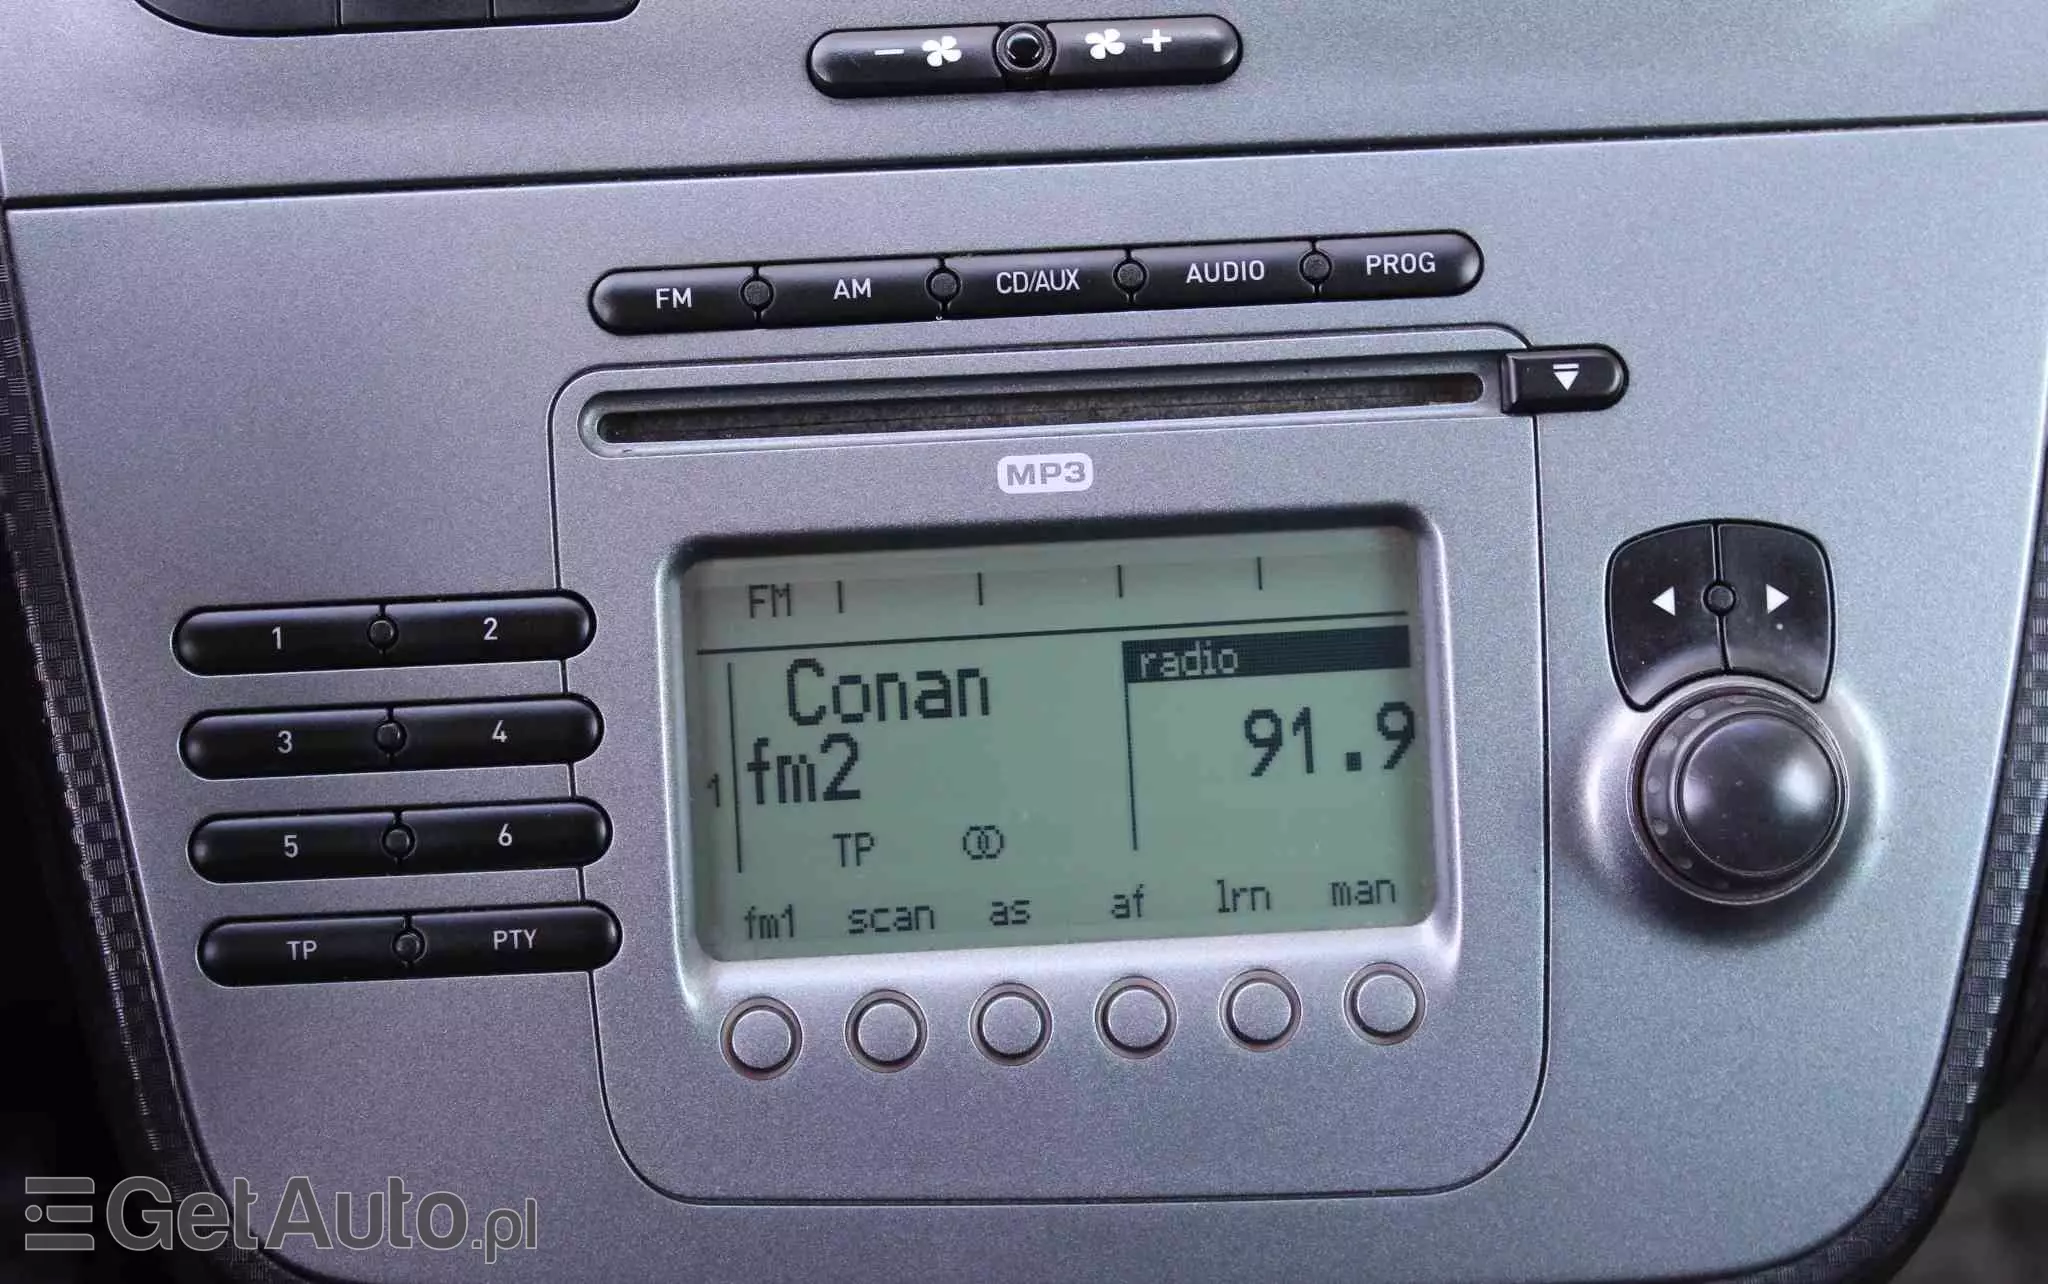 − +
FM AM CD/AUX AUDIO PROG
MP3
FM
Conan radio
fm2 91.9
1
TP
fm1 scan as af lrn man
1 2
3 4
5 6
TP PTY
GetAuto.pl